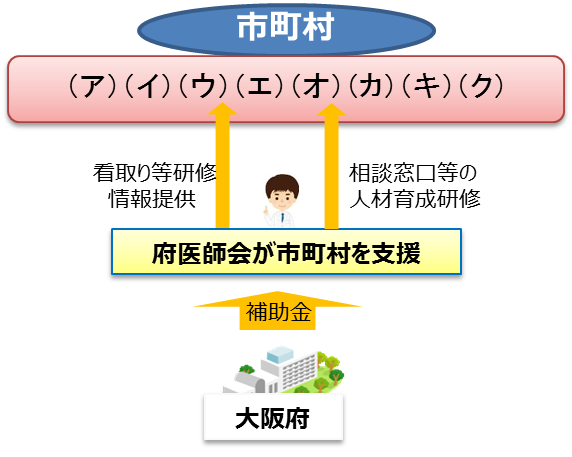 市町村
（ア）（イ）（ウ）（エ）（オ）（カ）（キ）（ク）
看取り等研修
情報提供
相談窓口等の
人材育成研修
府医師会が市町村を支援
補助金
大阪府